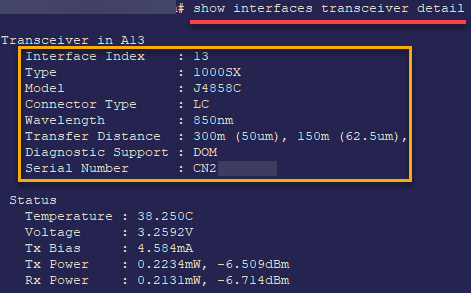 # show interfaces transceiver detail
Transceiver in A13
Interface Index : 13
Type : 1000SX
Model : J4858C
Connector Type : LC
Wavelength : 850nm
Transfer Distance : 300m (50um), 150m (62.5um),
Diagnostic Support : DOM
Serial Number : CN2
Status
Temperature : 38.250C
Voltage : 3.2592V
Tx Bias : 4.584mA
Tx Power : 0.2234mW, -6.509dBm
Rx Power : 0.2131mW, -6.714dBm